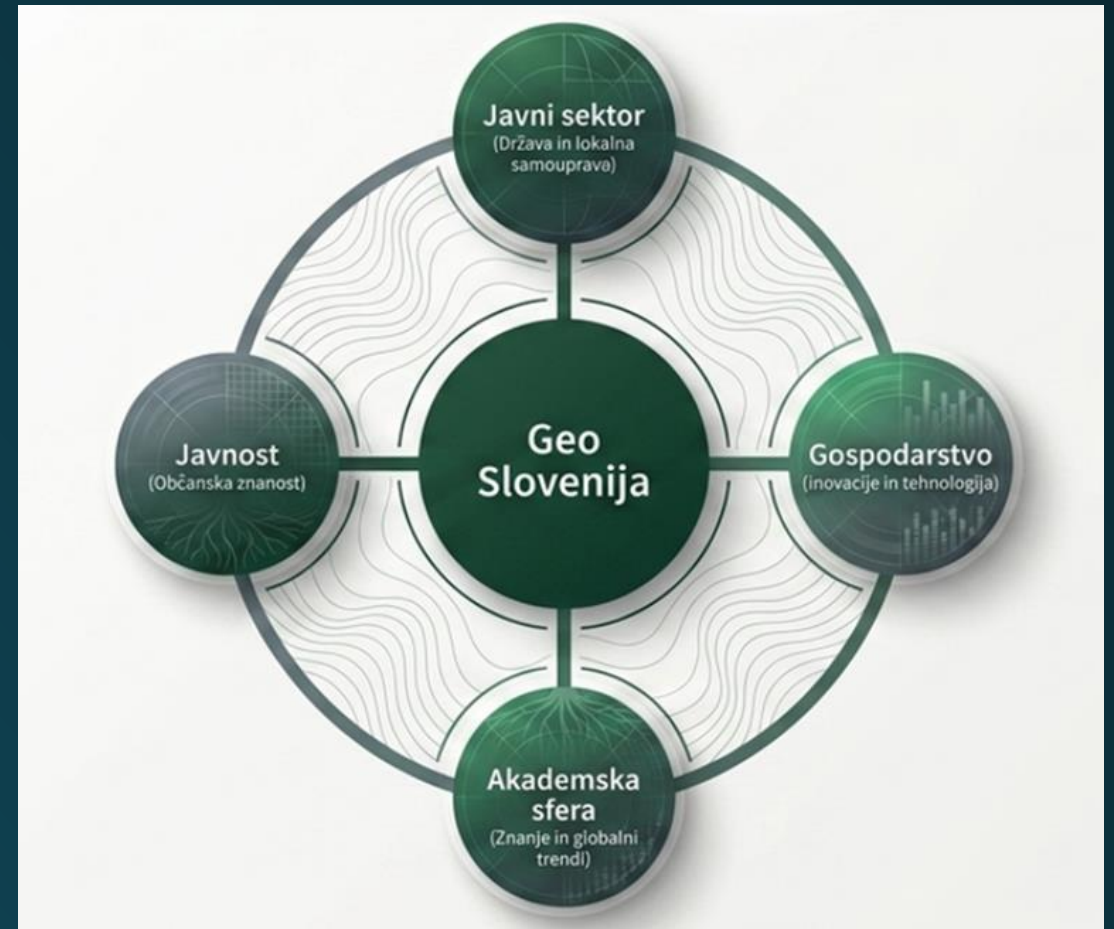 Javni sektor
(Država in lokalna
samouprava)
Javnost
(Občanska znanost)
Geo
Slovenija
Gospodarstvo
(inovacije in tehnologija)
Akademska
sfera
(Znanje in globalni
trendi)